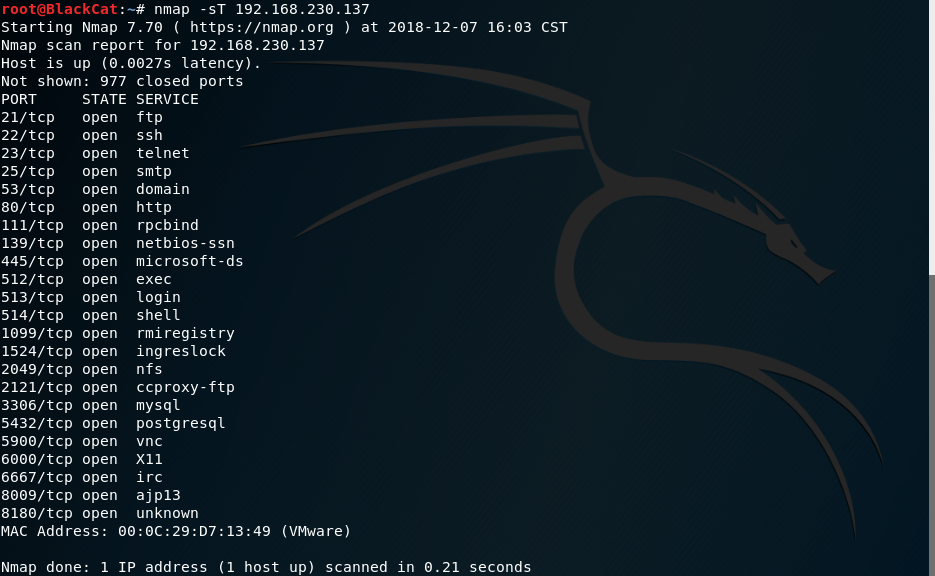 root@BlackCat:~# nmap -sT 192.168.230.137
Starting Nmap 7.70 ( https://nmap.org ) at 2018-12-07 16:03 CST
Nmap scan report for 192.168.230.137
Host is up (0.0027s latency).
Not shown: 977 closed ports
PORT     STATE SERVICE
21/tcp   open  ftp
22/tcp   open  ssh
23/tcp   open  telnet
25/tcp   open  smtp
53/tcp   open  domain
80/tcp   open  http
111/tcp  open  rpcbind
139/tcp  open  netbios-ssn
445/tcp  open  microsoft-ds
512/tcp  open  exec
513/tcp  open  login
514/tcp  open  shell
1099/tcp open  rmiregistry
1524/tcp open  ingreslock
2049/tcp open  nfs
2121/tcp open  ccproxy-ftp
3306/tcp open  mysql
5432/tcp open  postgresql
5900/tcp open  vnc
6000/tcp open  X11
6667/tcp open  irc
8009/tcp open  ajp13
8180/tcp open  unknown
MAC Address: 00:0C:29:D7:13:49 (VMware)
Nmap done: 1 IP address (1 host up) scanned in 0.21 seconds